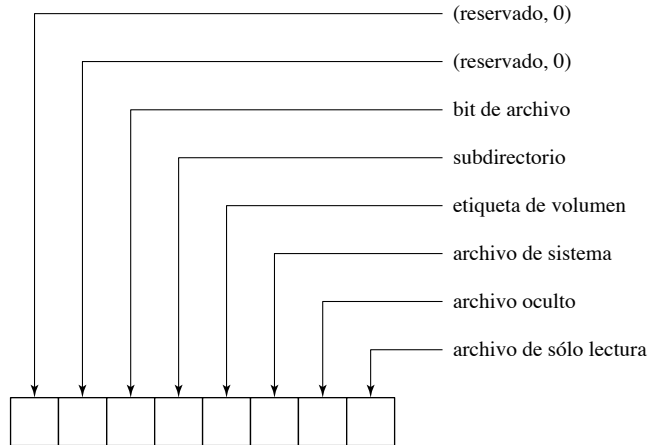 (reservado, 0)
(reservado, 0)
bit de archivo
subdirectorio
etiqueta de volumen
archivo de sistema
archivo oculto
archivo de sólo lectura